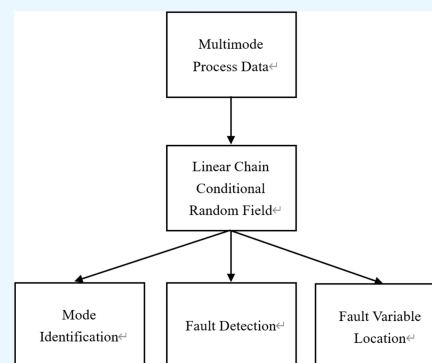 Multimode
Process Data↵
Linear Chain
Conditional
Random Field↵
Mode
Identification↵
Fault Detection↵
Fault Variable
Location↵